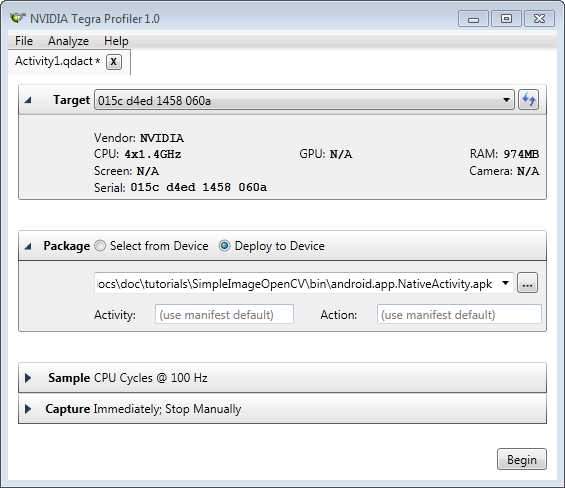 NVIDIA Tegra Profiler 1.0
File Analyze Help
Activity1.qdact * X
Target 015c d4ed 1458 060a
Vendor: NVIDIA
CPU: 4x1.4GHz GPU: N/A RAM: 974MB
Screen: N/A Camera: N/A
Serial: 015c d4ed 1458 060a
Package Select from Device Deploy to Device
ocs\doc\tutorials\SimpleImageOpenCV\bin\android.app.NativeActivity.apk ...
Activity: (use manifest default) Action: (use manifest default)
Sample CPU Cycles @ 100 Hz
Capture Immediately; Stop Manually
Begin